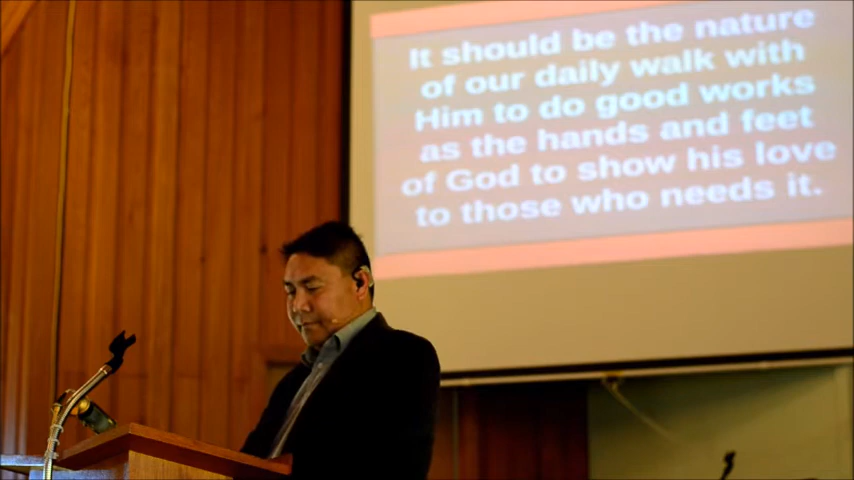 It should be the nature
of our daily walk with
Him to do good works
as the hands and feet
of God to show his love
to those who needs it.